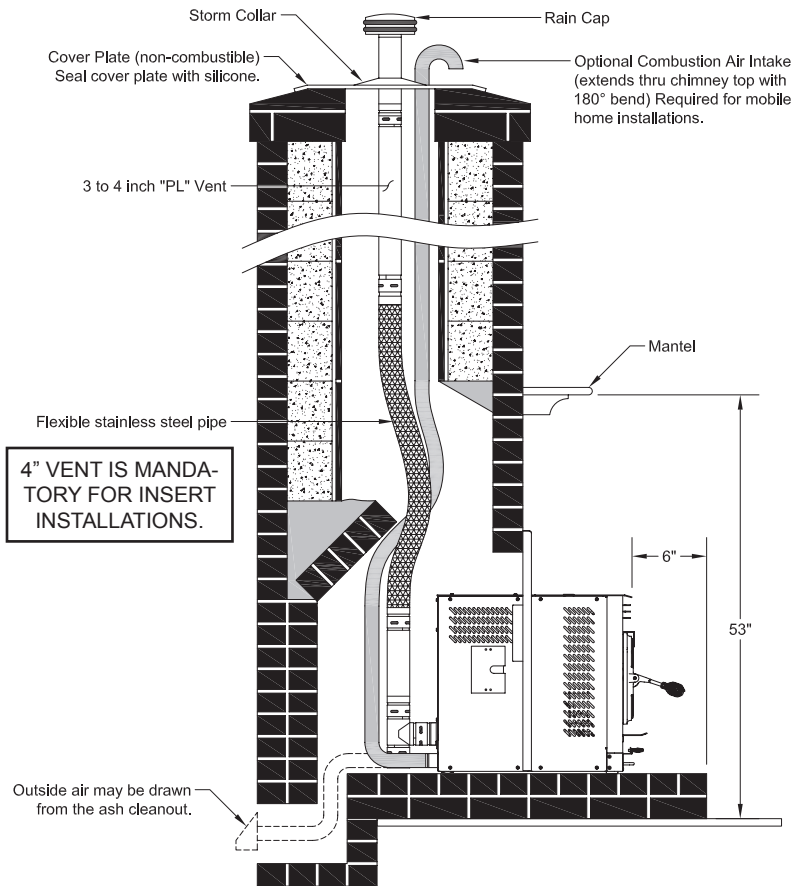 Storm Collar
Rain Cap
Cover Plate (non-combustible)
Seal cover plate with silicone.
Optional Combustion Air Intake
(extends thru chimney top with
180° bend) Required for mobile
home installations.
3 to 4 inch "PL" Vent
Mantel
Flexible stainless steel pipe
4” VENT IS MANDA-
TORY FOR INSERT
INSTALLATIONS.
6"
53"
Outside air may be drawn
from the ash cleanout.